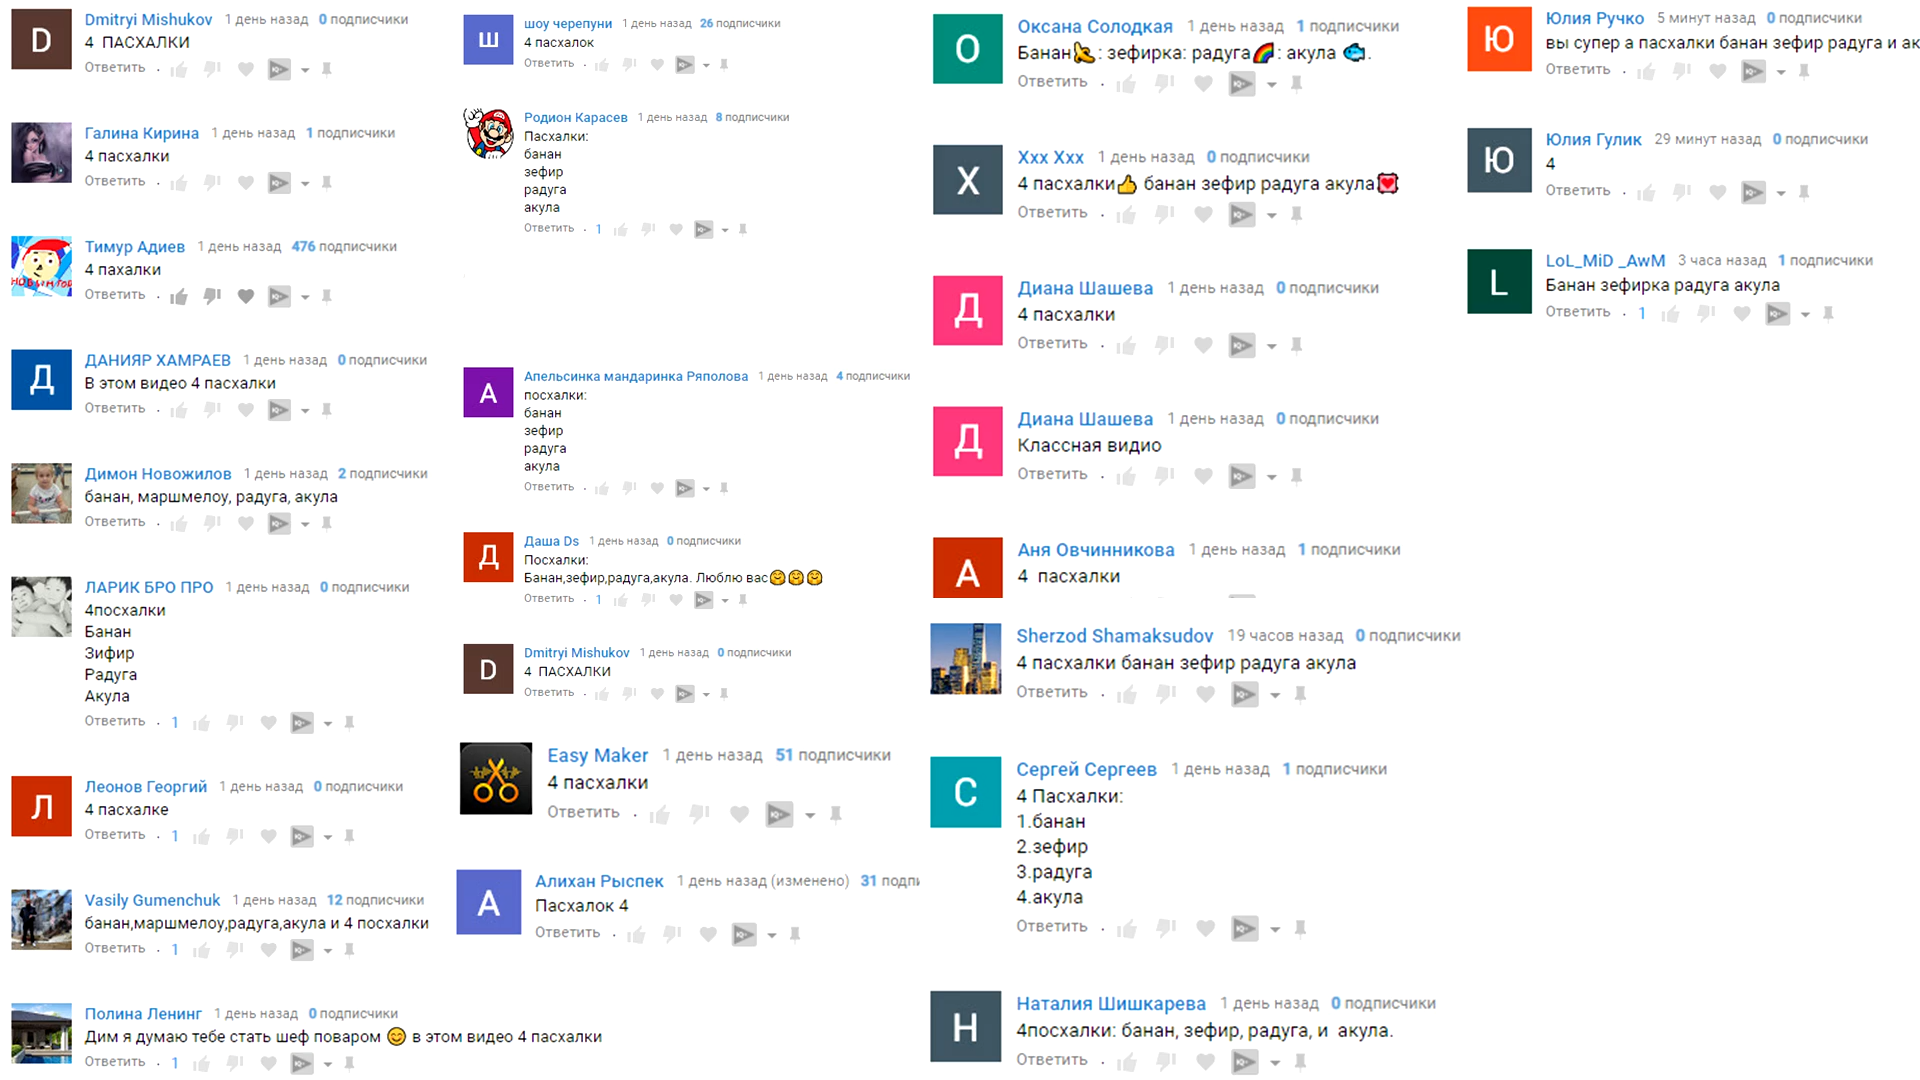 D
Dmitryi Mishukov 1 день назад 0 подписчики
4 ПАСХАЛКИ
Ответить
Галина Кирина 1 день назад 1 подписчики
4 пасхалки
Ответить
Тимур Адиев 1 день назад 476 подписчики
4 пахалки
Ответить
Д
ДАНИЯР ХАМРАЕВ 1 день назад 0 подписчики
В этом видео 4 пасхалки
Ответить
Димон Новожилов 1 день назад 2 подписчики
банан, маршмелоу, радуга, акула
Ответить
ЛАРИК БРО ПРО 1 день назад 0 подписчики
4посхалки
Банан
Зифир
Радуга
Акула
Ответить · 1
Л
Леонов Георгий 1 день назад 0 подписчики
4 пасхалке
Ответить · 1
Vasily Gumenchuk 1 день назад 12 подписчики
банан,маршмелоу,радуга,акула и 4 посхалки
Ответить · 1
Полина Ленинг 1 день назад 0 подписчики
Дим я думаю тебе стать шеф поваром 😊 в этом видео 4 пасхалки
Ответить · 1
Ш
шоу черепуни 1 день назад 26 подписчики
4 пасхалок
Ответить
Родион Карасев 1 день назад 8 подписчики
Пасхалки:
банан
зефир
радуга
акула
Ответить · 1
А
Апельсинка мандаринка Ряполова 1 день назад 4 подписчики
посхалки:
банан
зефир
радуга
акула
Ответить
Д
Даша Ds 1 день назад 0 подписчики
Посхалки:
Банан,зефир,радуга,акула. Люблю вас🤗🤗🤗
Ответить · 1
D
Dmitryi Mishukov 1 день назад 0 подписчики
4 ПАСХАЛКИ
Ответить
Easy Maker 1 день назад 51 подписчики
4 пасхалки
Ответить
А
Алихан Рыспек 1 день назад (изменено) 31 подпи
Пасхалок 4
Ответить
О
Оксана Солодкая 1 день назад 1 подписчики
Банан🍌: зефирка: радуга🌈: акула 🐟.
Ответить
X
Xxx Xxx 1 день назад 0 подписчики
4 пасхалки👍 банан зефир радуга акула💟
Ответить
Д
Диана Шашева 1 день назад 0 подписчики
4 пасхалки
Ответить
Д
Диана Шашева 1 день назад 0 подписчики
Классная видио
Ответить
А
Аня Овчинникова 1 день назад 1 подписчики
4 пасхалки
Sherzod Shamaksudov 19 часов назад 0 подписчики
4 пасхалки банан зефир радуга акула
Ответить
С
Сергей Сергеев 1 день назад 1 подписчики
4 Пасхалки:
1.банан
2.зефир
3.радуга
4.акула
Ответить
Н
Наталия Шишкарева 1 день назад 0 подписчики
4посхалки: банан, зефир, радуга, и акула.
Ответить
Ю
Юлия Ручко 5 минут назад 0 подписчики
вы супер а пасхалки банан зефир радуга и ак
Ответить
Ю
Юлия Гулик 29 минут назад 0 подписчики
4
Ответить
L
LoL_MiD _AwM 3 часа назад 1 подписчики
Банан зефирка радуга акула
Ответить · 1